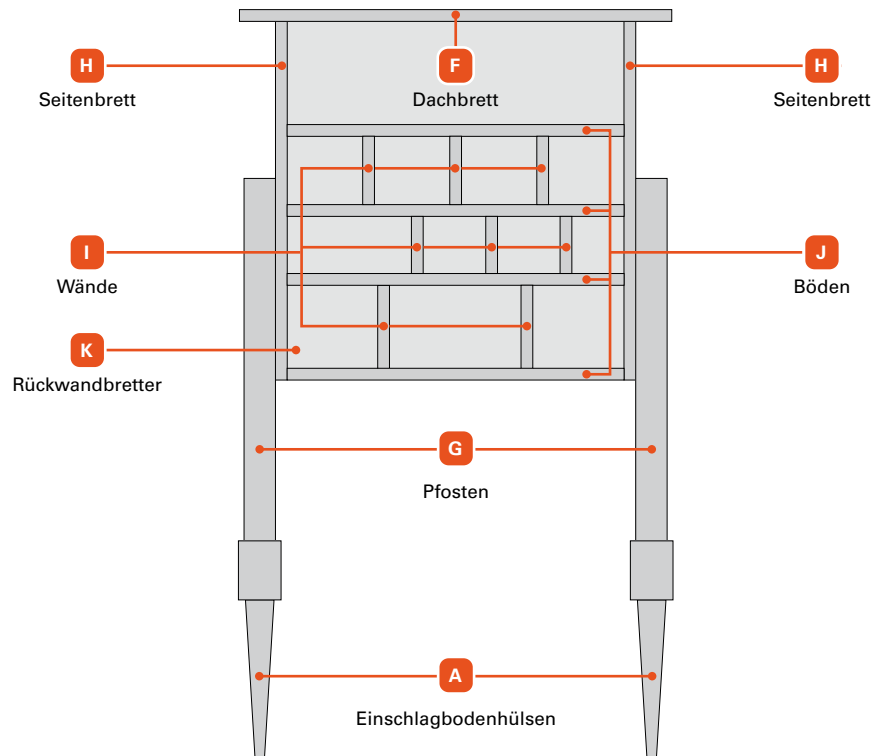 H
F
H
Seitenbrett
Dachbrett
Seitenbrett
I
J
Wände
Böden
K
Rückwandbretter
G
Pfosten
A
Einschlagbodenhülsen